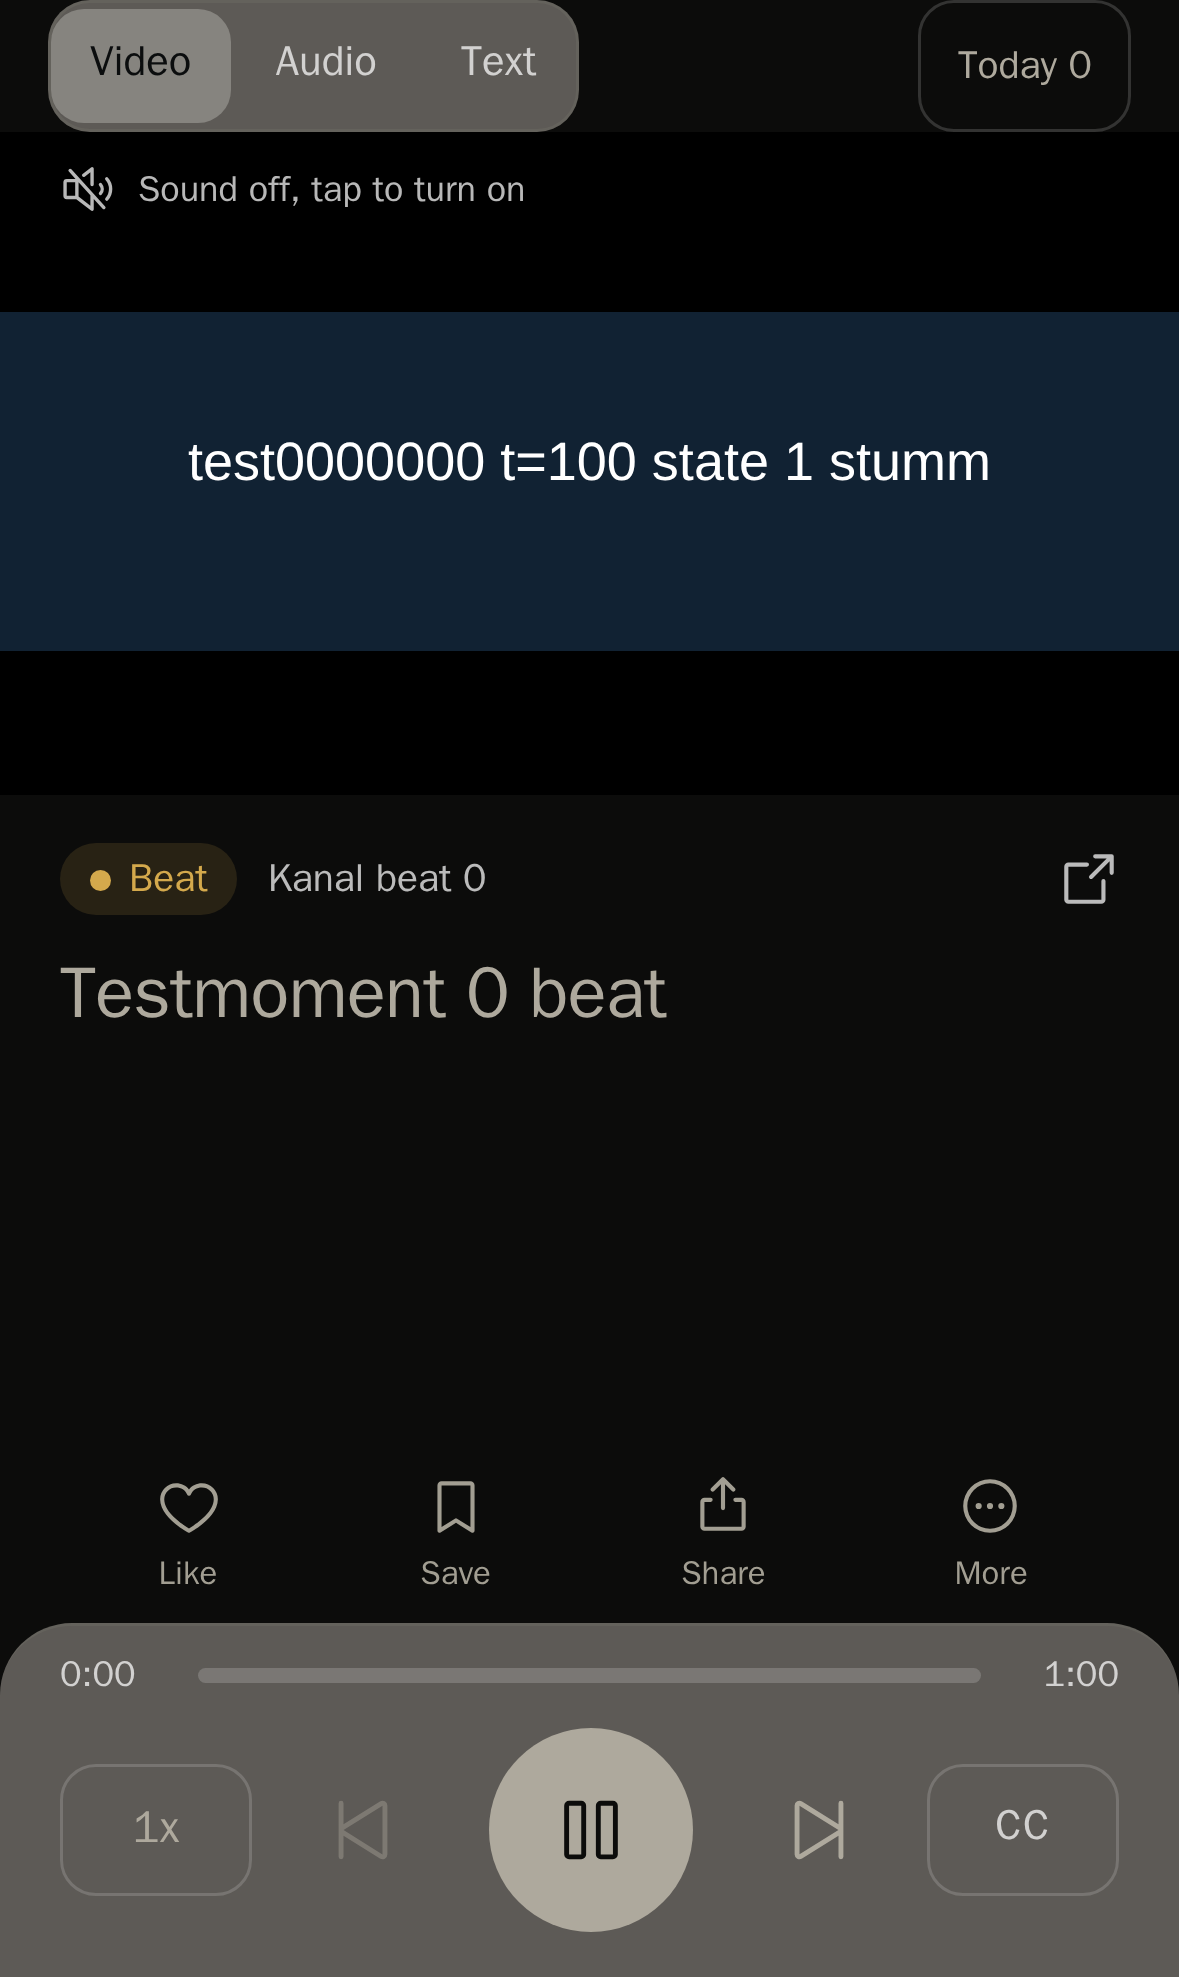 Video Audio Text Today 0
Sound off, tap to turn on
test0000000 t=100 state 1 stumm
Beat Kanal beat 0
Testmoment 0 beat
Like Save Share More
0:00 1:00
1x CC